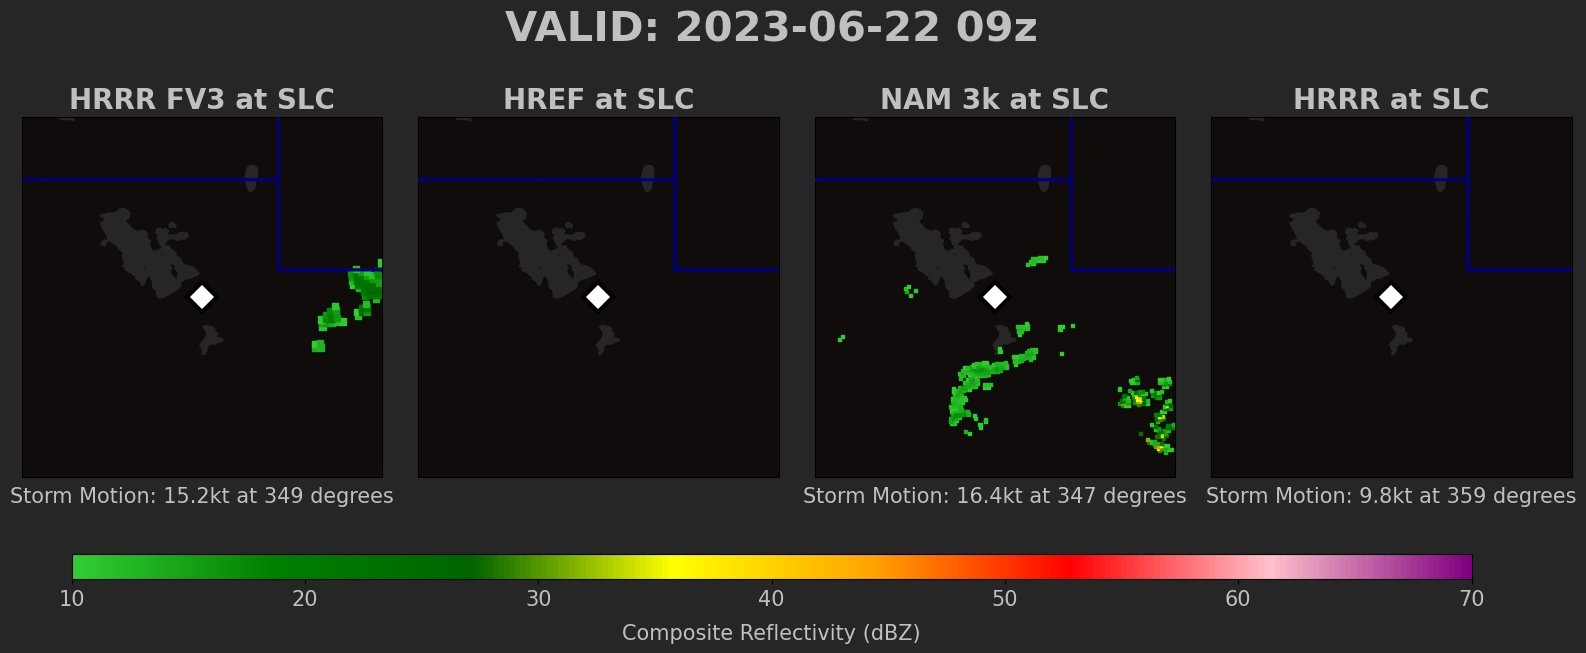 VALID: 2023-06-22 09z
HRRR FV3 at SLC
HREF at SLC
NAM 3k at SLC
HRRR at SLC
Storm Motion: 15.2kt at 349 degrees
Storm Motion: 16.4kt at 347 degrees
Storm Motion: 9.8kt at 359 degrees
10 20 30 40 50 60 70
Composite Reflectivity (dBZ)